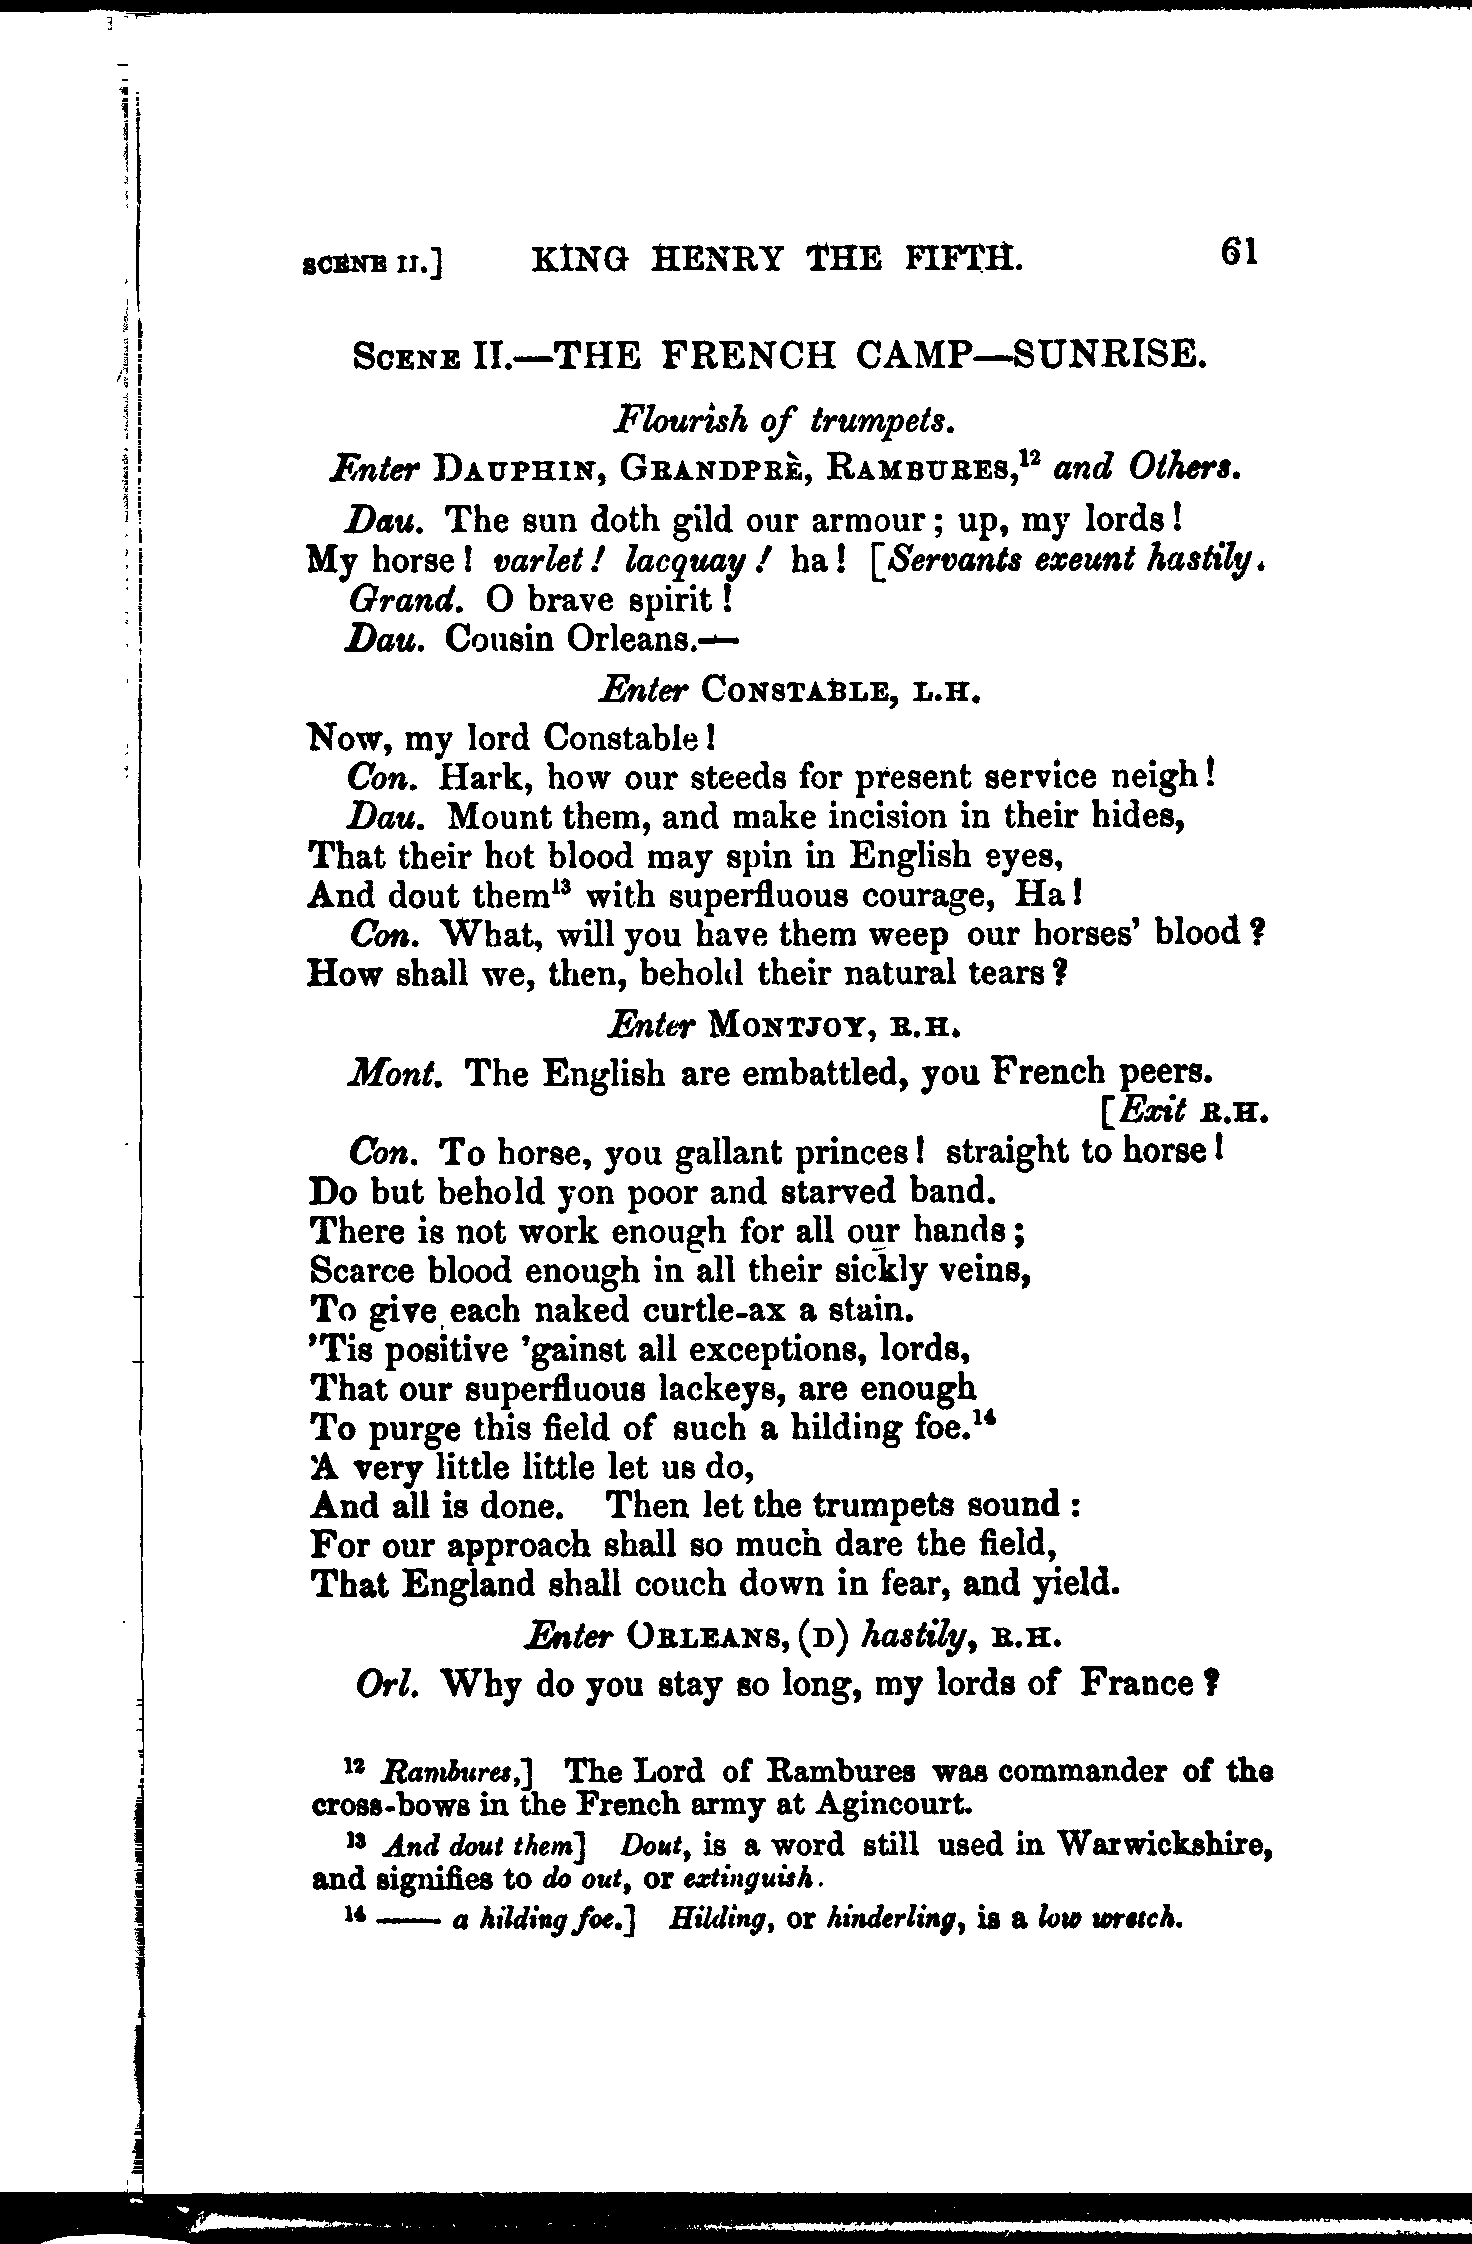 SCENE II.] KING HENRY THE FIFTH. 61
SCENE II.—THE FRENCH CAMP—SUNRISE.
Flourish of trumpets.
Enter DAUPHIN, GRANDPRÈ, RAMBURES,¹² and Others.
Dau. The sun doth gild our armour; up, my lords!
My horse! varlet! lacquay! ha! [Servants exeunt hastily.
Grand. O brave spirit!
Dau. Cousin Orleans.—
Enter CONSTABLE, L.H.
Now, my lord Constable!
Con. Hark, how our steeds for present service neigh!
Dau. Mount them, and make incision in their hides,
That their hot blood may spin in English eyes,
And dout them¹³ with superfluous courage, Ha!
Con. What, will you have them weep our horses' blood?
How shall we, then, behold their natural tears?
Enter MONTJOY, R.H.
Mont. The English are embattled, you French peers.
[Exit R.H.
Con. To horse, you gallant princes! straight to horse!
Do but behold yon poor and starved band.
There is not work enough for all our hands;
Scarce blood enough in all their sickly veins,
To give each naked curtle-ax a stain.
'Tis positive 'gainst all exceptions, lords,
That our superfluous lackeys, are enough
To purge this field of such a hilding foe.¹⁴
A very little little let us do,
And all is done. Then let the trumpets sound:
For our approach shall so much dare the field,
That England shall couch down in fear, and yield.
Enter ORLEANS, (D) hastily, R.H.
Orl. Why do you stay so long, my lords of France?
¹² Rambures,] The Lord of Rambures was commander of the
cross-bows in the French army at Agincourt.
¹³ And dout them] Dout, is a word still used in Warwickshire,
and signifies to do out, or extinguish.
¹⁴ —— a hilding foe.] Hilding, or hinderling, is a low wretch.